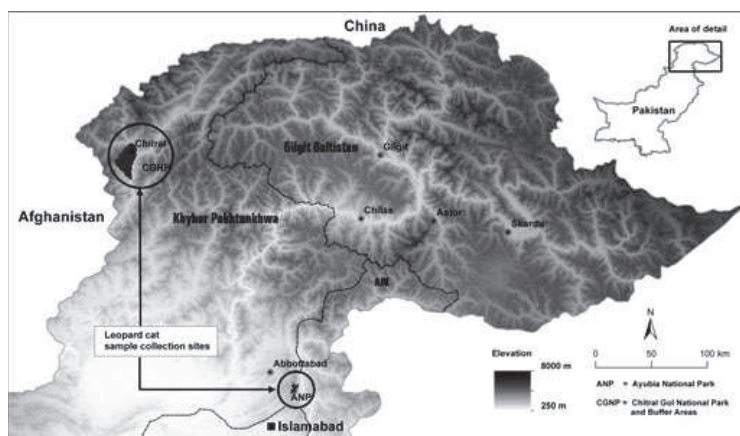 China
Area of detail
Pakistan
Chitral
CGNP
Gilgit Baltistan
Gilgit
Afghanistan
Khyber Pakhtunkhwa
Chilas
Astor
Skardu
AJK
Leopard cat
sample collection sites
Abbottabad
ANP
Islamabad
Elevation
8000 m
250 m
N
0 50 100 km
ANP = Ayubia National Park
CGNP = Chitral Gol National Park
and Buffer Areas